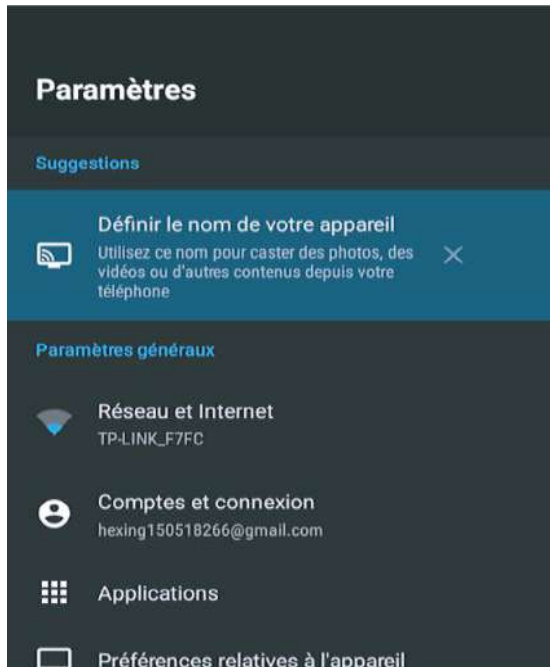 Paramètres
Suggestions
Définir le nom de votre appareil
Utilisez ce nom pour caster des photos, des
vidéos ou d'autres contenus depuis votre
téléphone
Paramètres généraux
Réseau et Internet
TP-LINK_F7FC
Comptes et connexion
hexing150518266@gmail.com
Applications
Préférences relatives à l'appareil